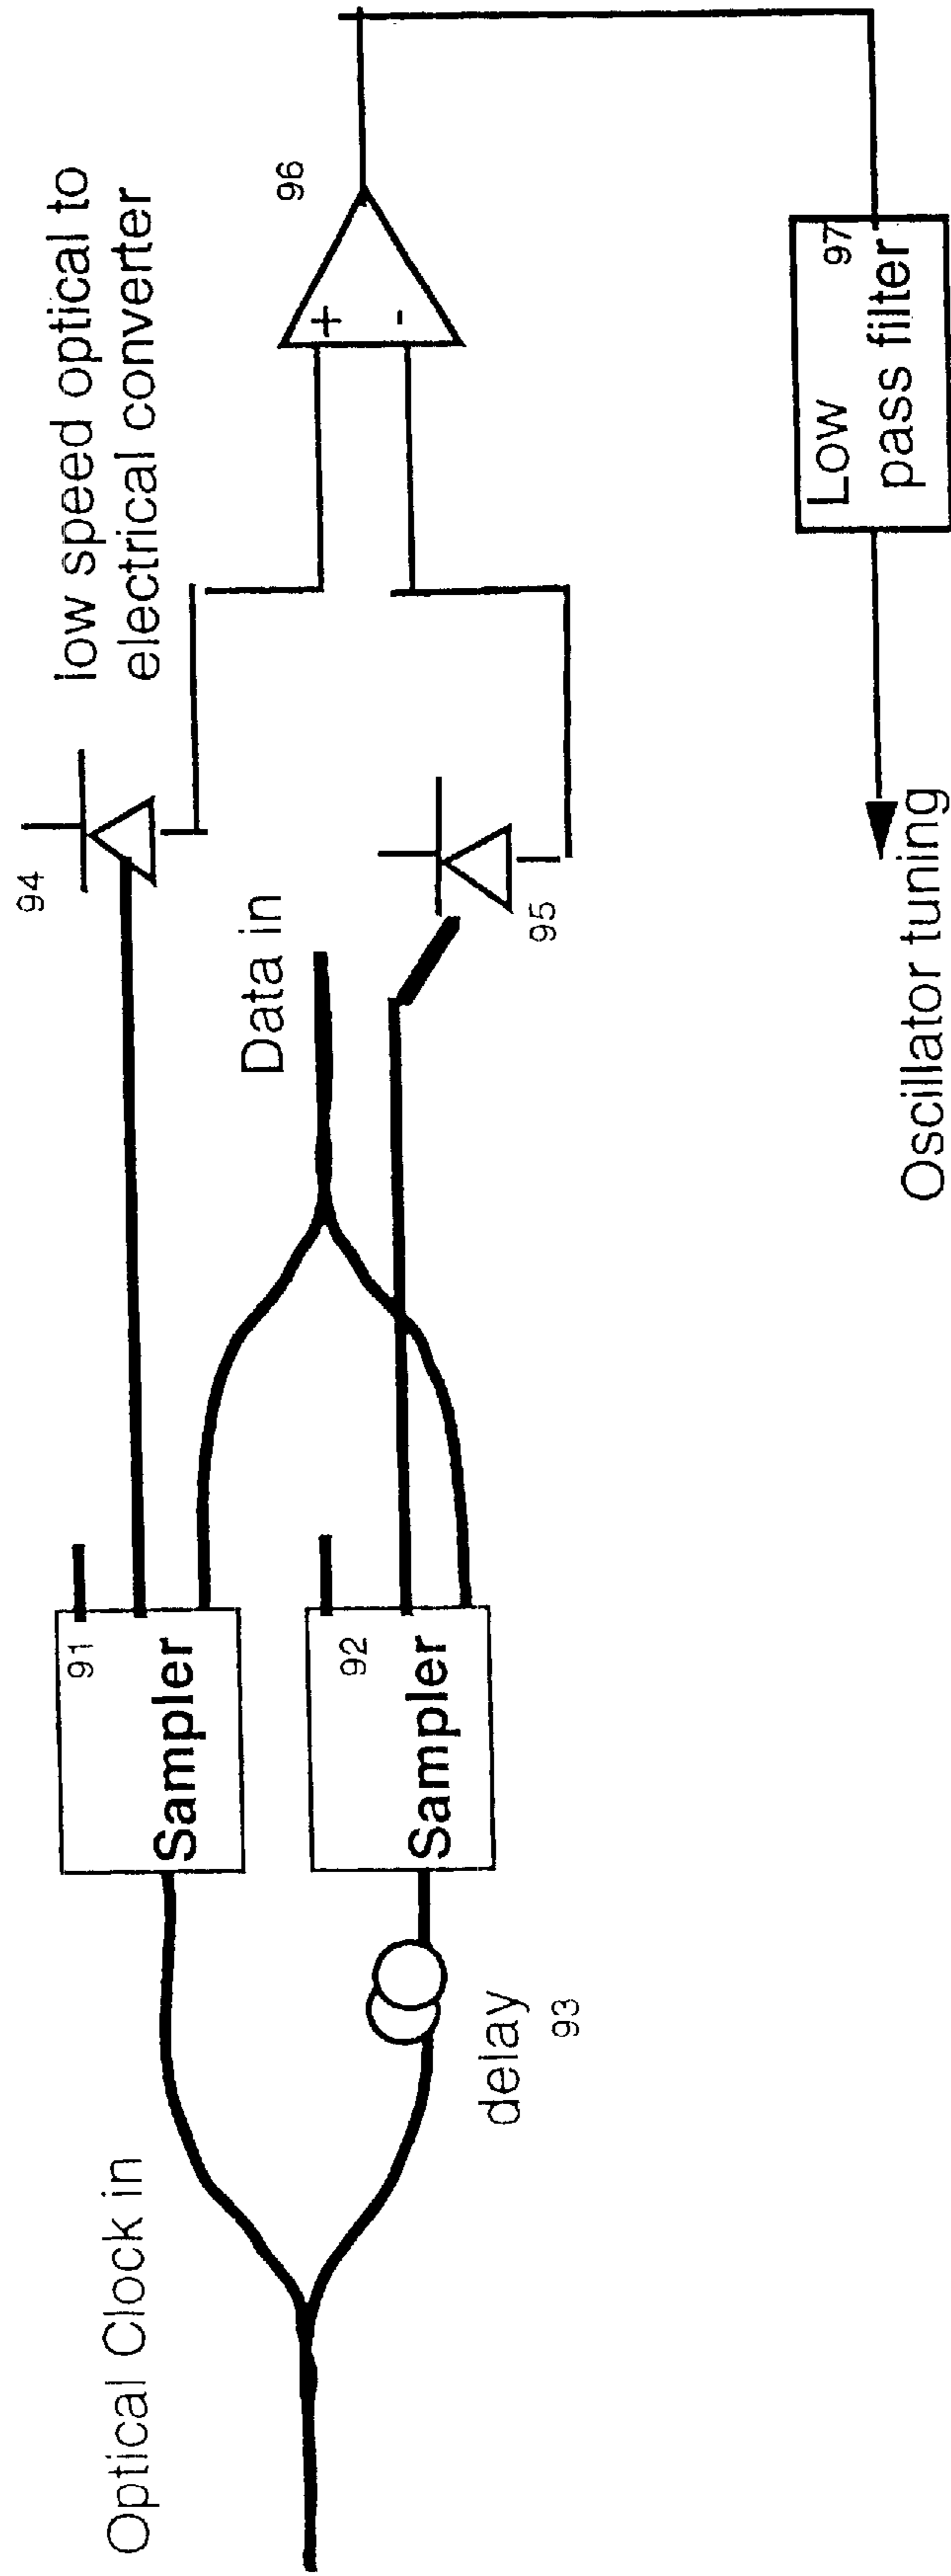 Optical Clock in
delay
93
91
Sampler
92
Sampler
Data in
94
95
low speed optical to
electrical converter
96
+
-
Low
97
pass filter
Oscillator tuning